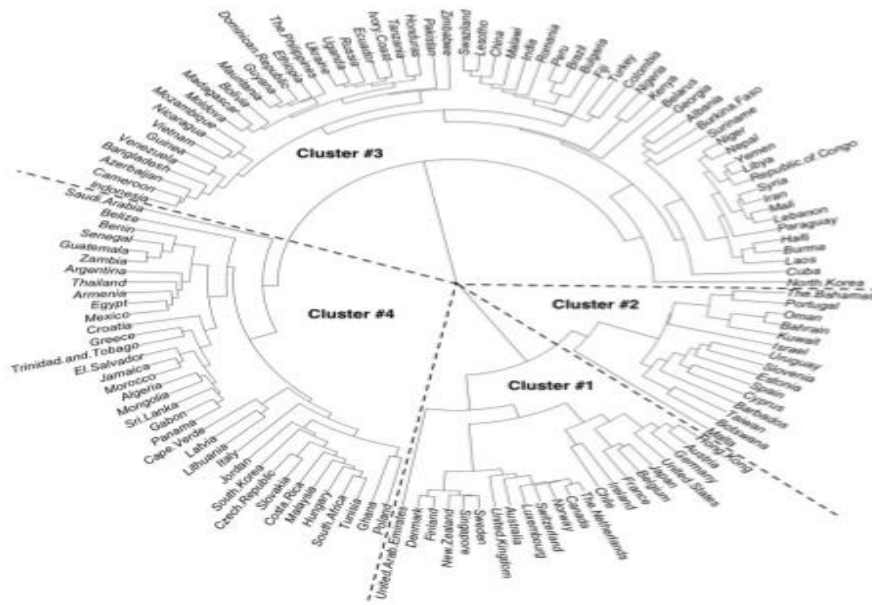 Zimbabwe
Pakistan
Honduras
Tanzania
Ivory.Coast
Ecuador
Russia
Uganda
Ukraine
The.Philippines
Ethiopia
Dominican.Republic
Guyana
Mauritania
Bolivia
Madagascar
Moldova
Mozambique
Nicaragua
Vietnam
Guinea
Venezuela
Bangladesh
Azerbaijan
Cameroon
Indonesia
Saudi.Arabia
Belize
Benin
Senegal
Guatemala
Zambia
Argentina
Thailand
Armenia
Egypt
Mexico
Croatia
Greece
Trinidad.and.Tobago
El.Salvador
Jamaica
Morocco
Algeria
Mongolia
Sri.Lanka
Gabon
Panama
Cape.Verde
Latvia
Lithuania
Italy
Jordan
South.Korea
Czech.Republic
Slovakia
Costa.Rica
Malaysia
Hungary
South.Africa
Tunisia
Ghana
Poland
United.Arab.Emirates
Denmark
Finland
New.Zealand
Singapore
Sweden
United.Kingdom
Australia
Luxembourg
Switzerland
Norway
Canada
The.Netherlands
Chile
Ireland
France
Belgium
Japan
United.States
Germany
Austria
Hong.Kong
Malta
Botswana
Taiwan
Barbados
Cyprus
Spain
Estonia
Slovenia
Uruguay
Israel
Kuwait
Bahrain
Oman
Portugal
The.Bahamas
North.Korea
Cuba
Laos
Burma
Haiti
Paraguay
Lebanon
Mali
Iran
Syria
Republic.of.Congo
Libya
Yemen
Nepal
Niger
Suriname
Burkina.Faso
Albania
Georgia
Belarus
Kenya
Nigeria
Colombia
Turkey
Fiji
Bulgaria
Brazil
Peru
Romania
India
Malawi
China
Lesotho
Swaziland
Cluster #3
Cluster #2
Cluster #4
Cluster #1